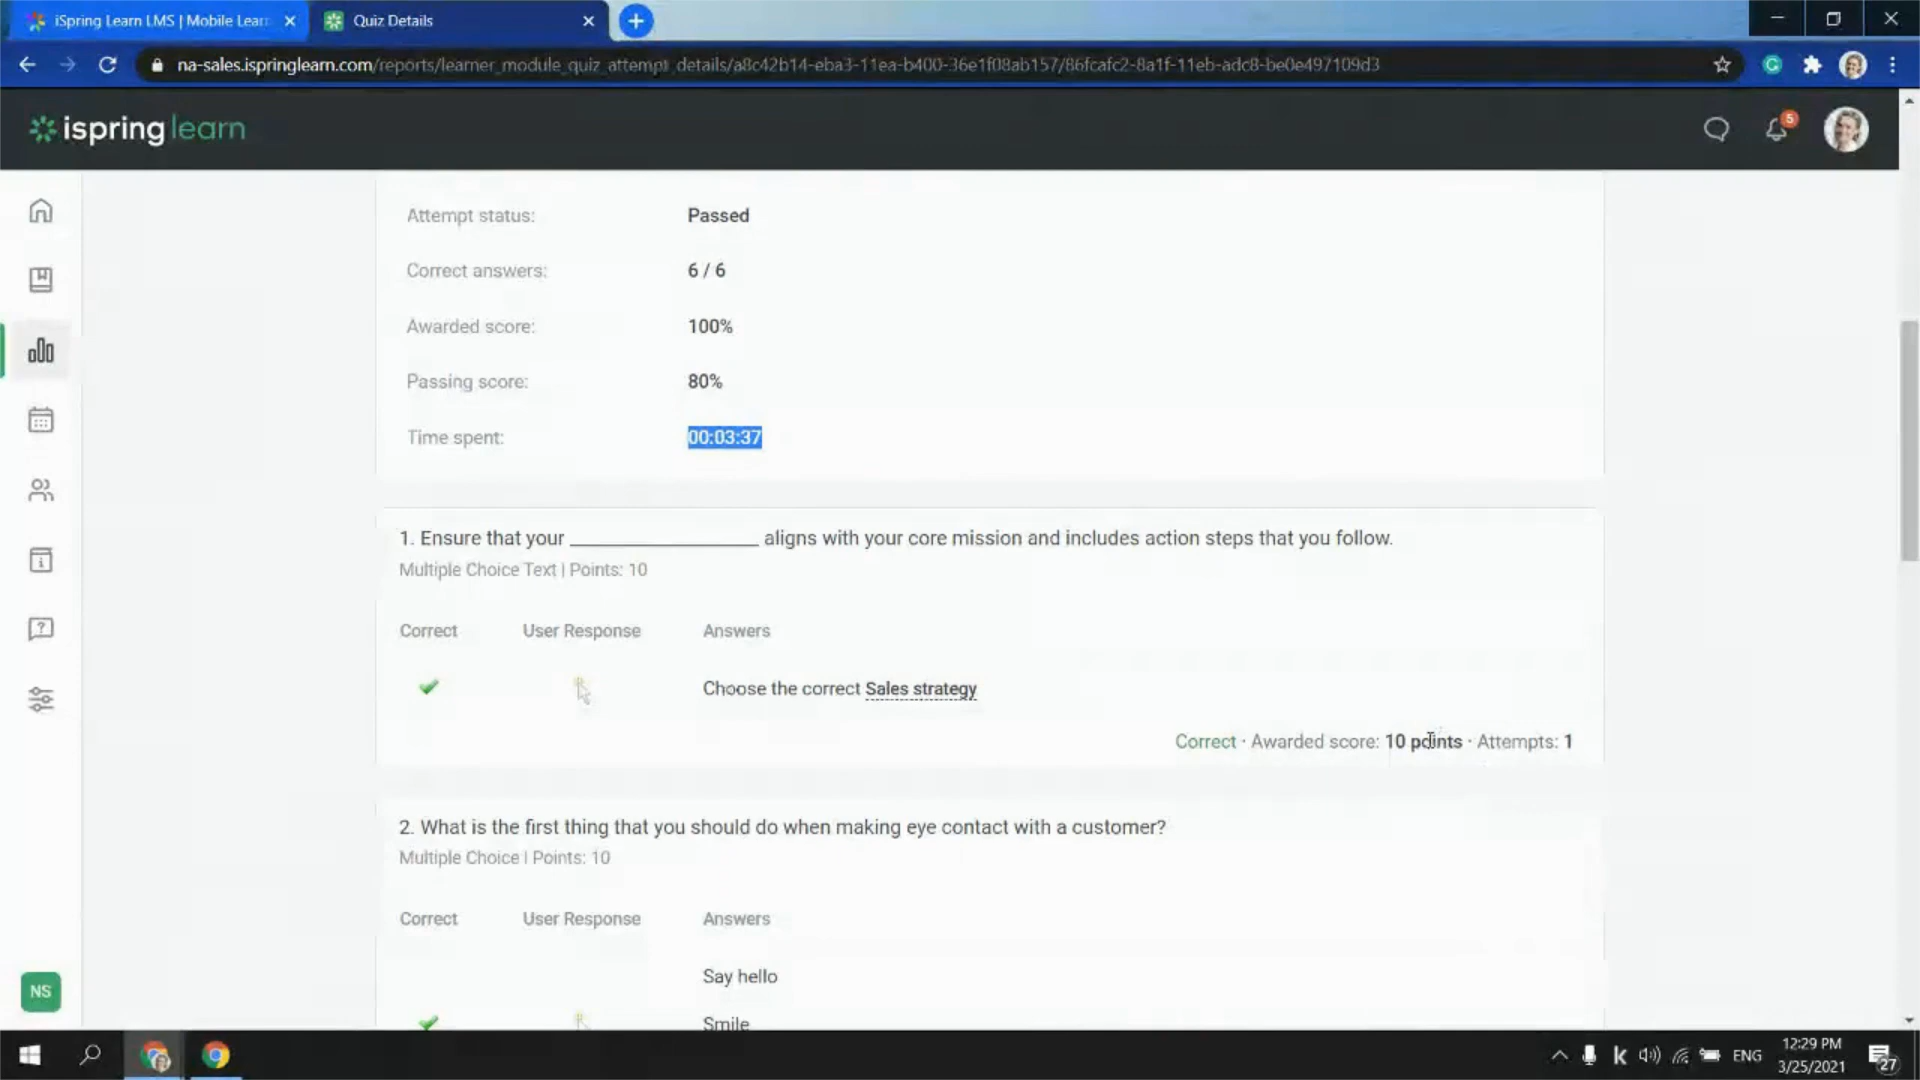 iSpring Learn LMS | Mobile Lear
Quiz Details
na-sales.ispringlearn.com/reports/learner_module_quiz_attempt_details/a8c42b14-eba3-11ea-b400-36e1f08ab157/86fcafc2-8a1f-11eb-adc8-be0e497109d3
ispring learn
5
Attempt status: Passed
Correct answers: 6 / 6
Awarded score: 100%
Passing score: 80%
Time spent: 00:03:37
1. Ensure that your _________________ aligns with your core mission and includes action steps that you follow.
Multiple Choice Text | Points: 10
Correct User Response Answers
Choose the correct Sales strategy
Correct · Awarded score: 10 points · Attempts: 1
2. What is the first thing that you should do when making eye contact with a customer?
Multiple Choice | Points: 10
Correct User Response Answers
Say hello
Smile
NS
ENG
12:29 PM
3/25/2021
27